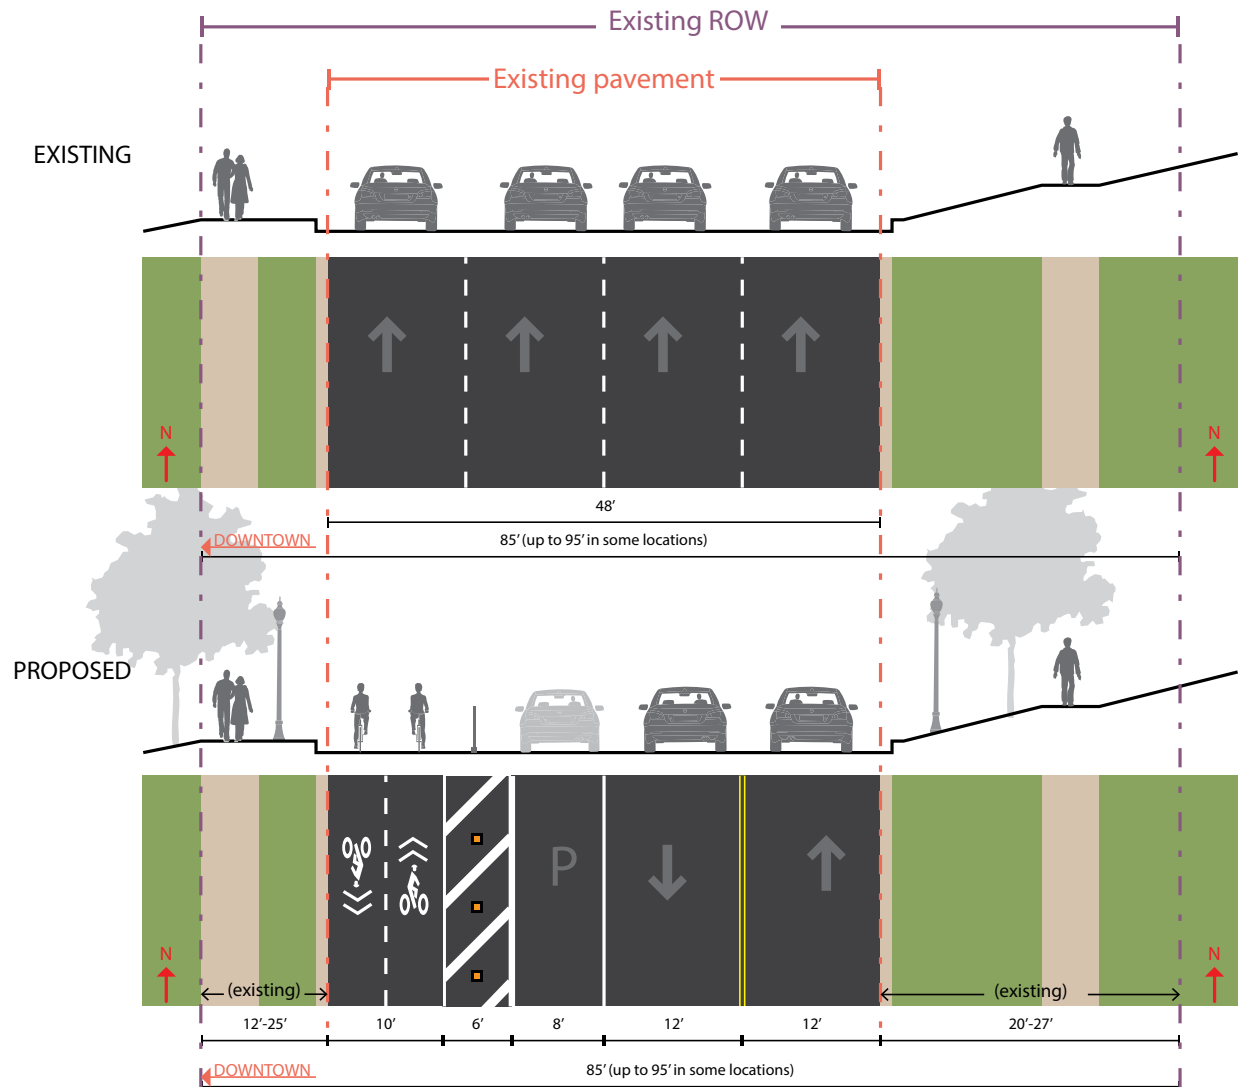 Existing ROW
Existing pavement
EXISTING
N
N
48′
DOWNTOWN
85′ (up to 95′ in some locations)
PROPOSED
P
N
N
(existing)
(existing)
12′-25′
10′
6′
8′
12′
12′
20′-27′
DOWNTOWN
85′ (up to 95′ in some locations)